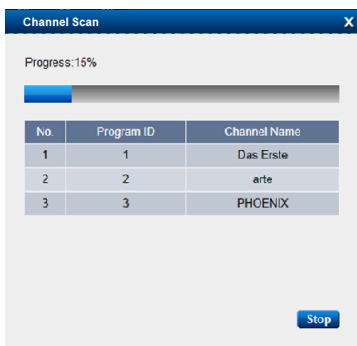 Channel Scan X
Progress:15%
No. Program ID Channel Name
1 1 Das Erste
2 2 arte
3 3 PHOENIX
Stop